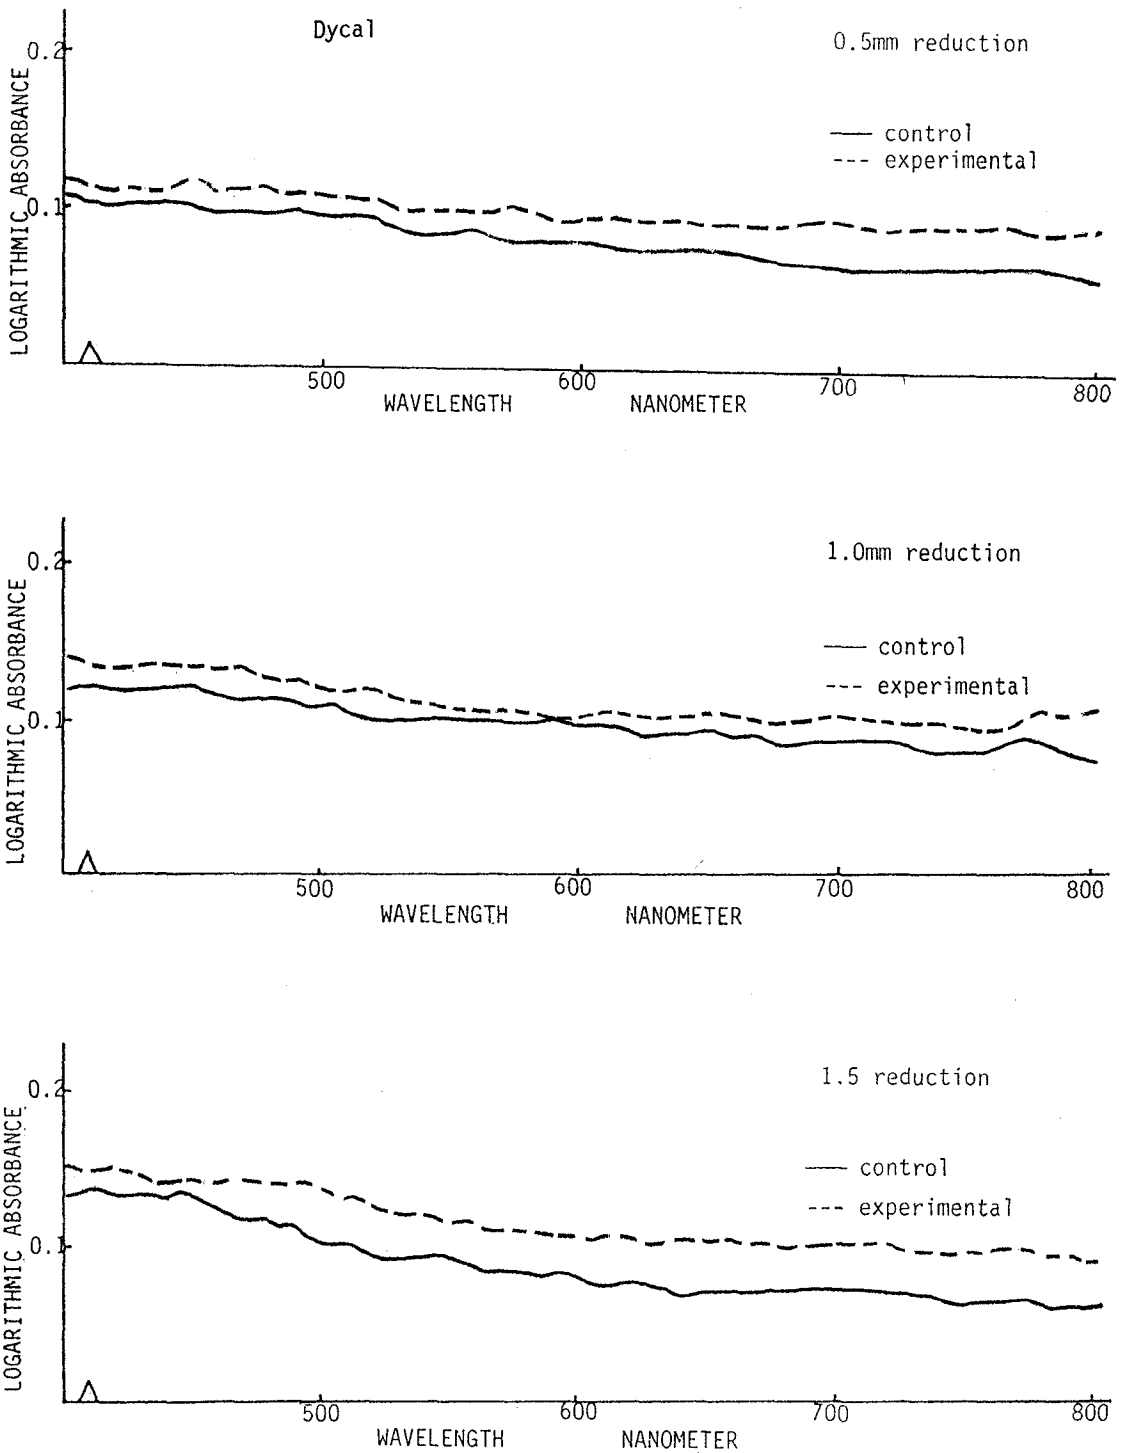 Dycal
0.5mm reduction
control
experimental
LOGARITHMIC ABSORBANCE
0.2
0.1
500 600 700 800
WAVELENGTH NANOMETER
1.0mm reduction
control
experimental
LOGARITHMIC ABSORBANCE
0.2
0.1
500 600 700 800
WAVELENGTH NANOMETER
1.5 reduction
control
experimental
LOGARITHMIC ABSORBANCE
0.2
0.1
500 600 700 800
WAVELENGTH NANOMETER